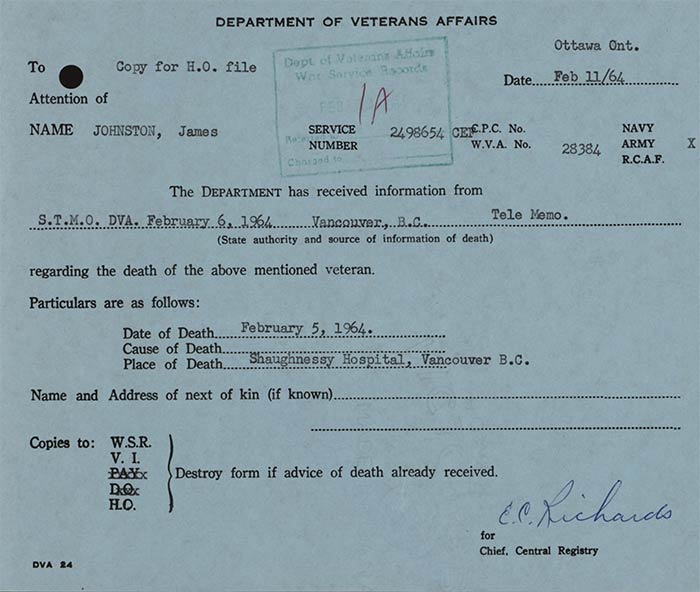 DEPARTMENT OF VETERANS AFFAIRS
Ottawa Ont.
To Copy for H.O. file
Dept of Veterans Affairs
War Service Records
FEB
1A
Referred to
Charged to
Date Feb 11/64
Attention of
NAME JOHNSTON, James
SERVICE NUMBER 2498654 CEF
C.P.C. No.
W.V.A. No. 28384
NAVY
ARMY X
R.C.A.F.
The DEPARTMENT has received information from
S.T.M.O. DVA. February 6, 1964 Vancouver, B.C. Tele Memo.
(State authority and source of information of death)
regarding the death of the above mentioned veteran.
Particulars are as follows:
Date of Death February 5, 1964.
Cause of Death
Place of Death Shaughnessy Hospital, Vancouver B.C.
Name and Address of next of kin (if known)
Copies to: W.S.R.
V. I.
PAY
D.O.
H.O.
Destroy form if advice of death already received.
E.C. Richards
for
Chief, Central Registry
DVA 24